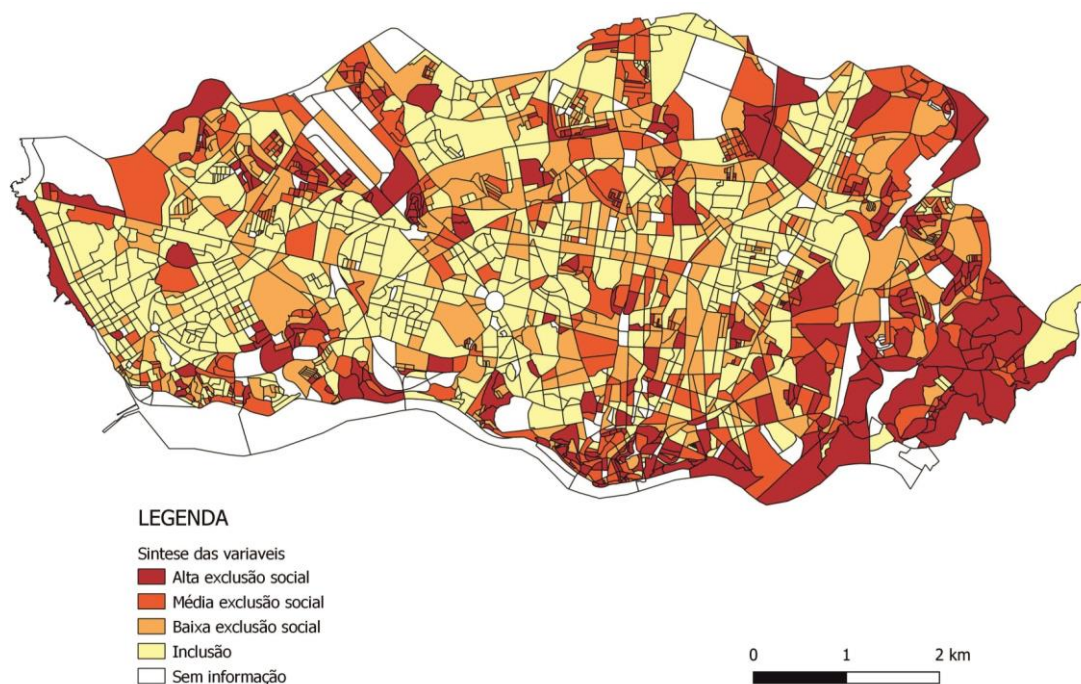 LEGENDA
Sintese das variaveis
Alta exclusão social
Média exclusão social
Baixa exclusão social
Inclusão
Sem informação
0 1 2 km